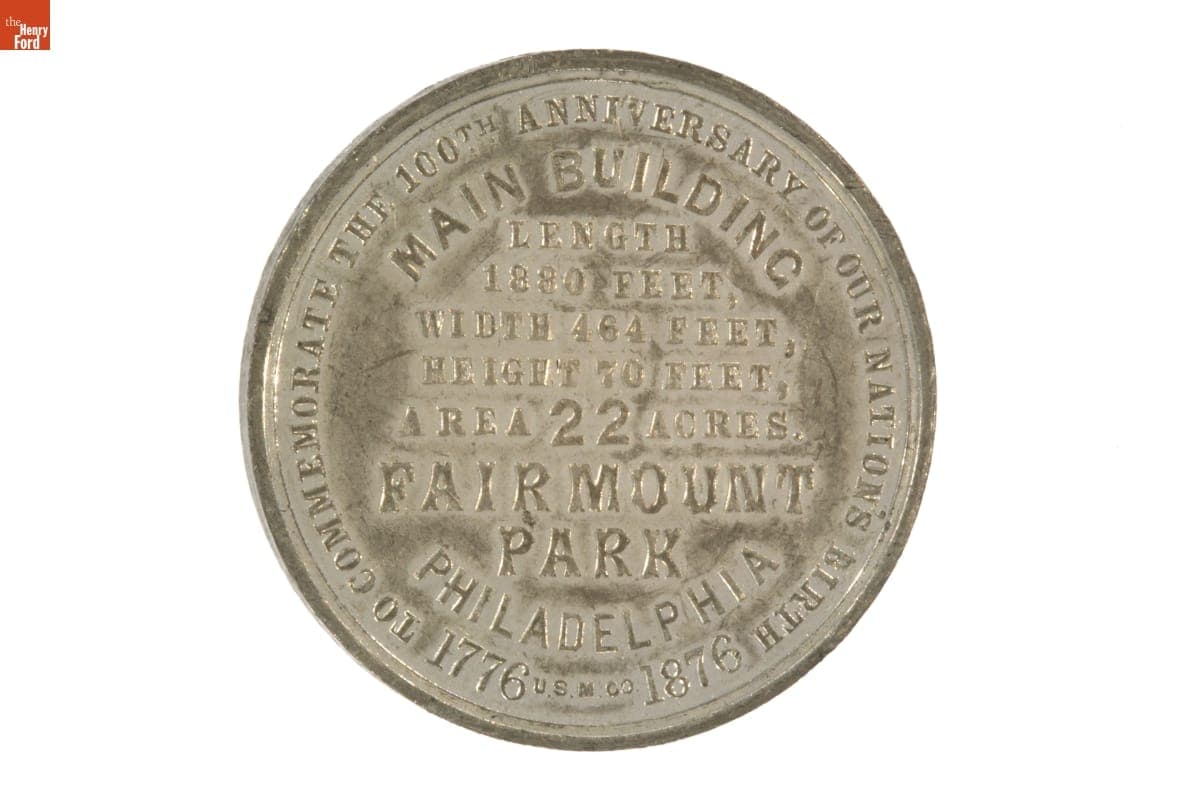 the
Henry
Ford
TO COMMEMORATE THE 100TH ANNIVERSARY OF OUR NATION'S BIRTH
MAIN BUILDING
LENGTH
1880 FEET,
WIDTH 464 FEET,
HEIGHT 70 FEET,
AREA 22 ACRES.
FAIRMOUNT
PARK
PHILADELPHIA
1776 U.S.M.CO. 1876